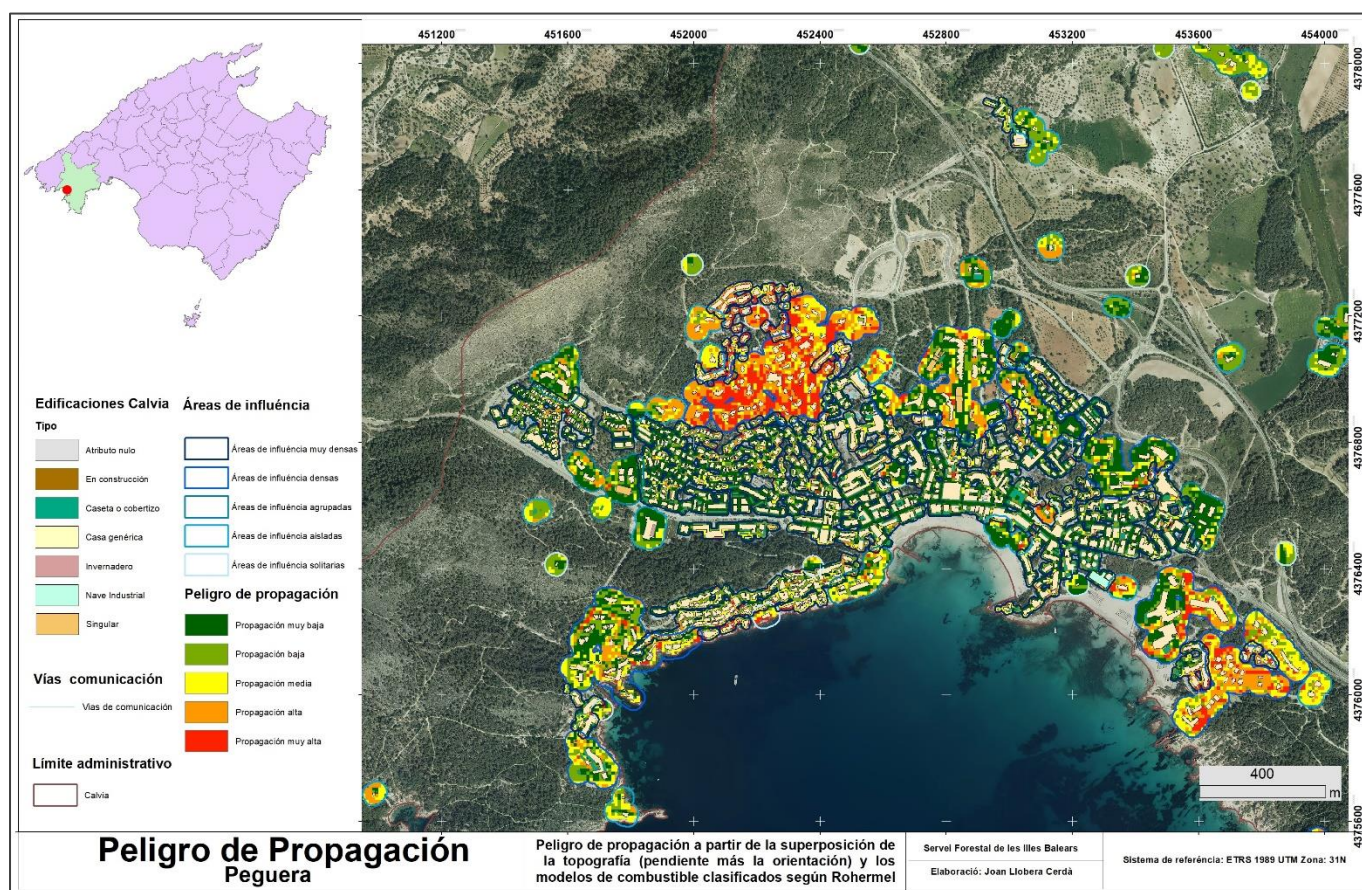 451200 451600 452000 452400 452800 453200 453600 454000
4378000
4377600
4377200
4376800
4376400
4376000
4375600
Edificaciones Calvia
Tipo
Atributo nulo
En construcción
Caseta o cobertizo
Casa genérica
Invernadero
Nave Industrial
Singular
Vías comunicación
Vias de comunicación
Límite administrativo
Calvia
Áreas de influéncia
Áreas de influéncia muy densas
Áreas de influéncia densas
Áreas de influéncia agrupadas
Áreas de influéncia aisladas
Áreas de influéncia solitarias
Peligro de propagación
Propagación muy baja
Propagación baja
Propagación media
Propagación alta
Propagación muy alta
400
m
Peligro de Propagación
Peguera
Peligro de propagación a partir de la superposición de
la topografía (pendiente más la orientación) y los
modelos de combustible clasificados según Rohermel
Servei Forestal de les Illes Balears
Elaboració: Joan Llobera Cerdà
Sistema de referéncia: ETRS 1989 UTM Zona: 31N